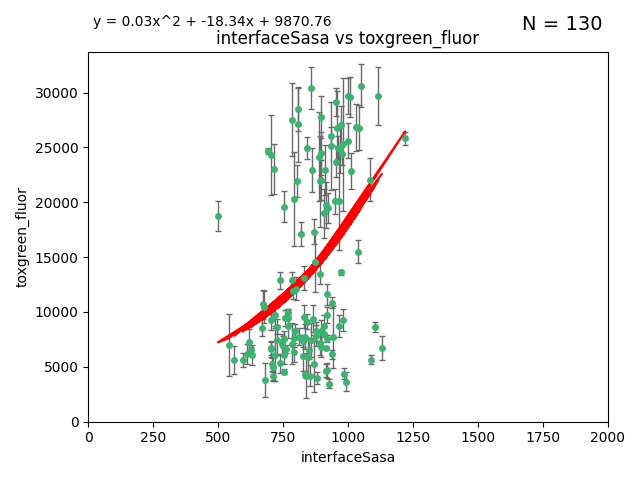 y = 0.03x^2 + -18.34x + 9870.76
N = 130
interfaceSasa vs toxgreen_fluor
toxgreen_fluor
30000
25000
20000
15000
10000
5000
0
0 250 500 750 1000 1250 1500 1750 2000
interfaceSasa